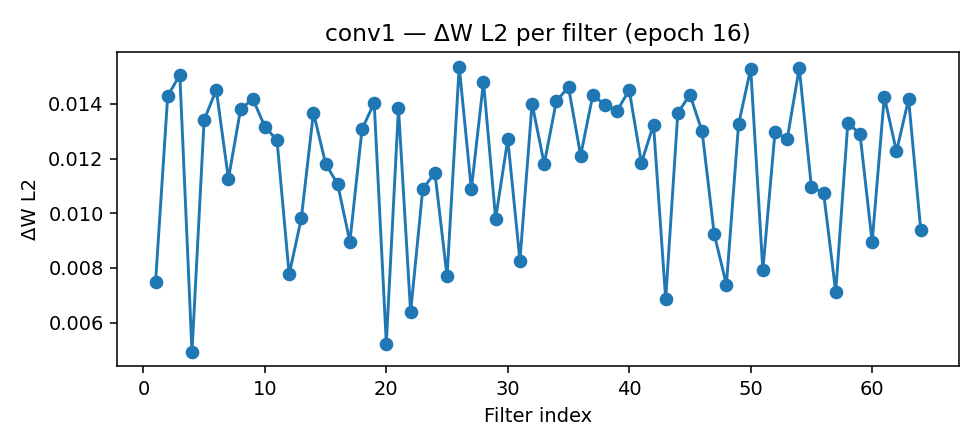 conv1 — ΔW L2 per filter (epoch 16)
ΔW L2
0.014
0.012
0.010
0.008
0.006
0 10 20 30 40 50 60
Filter index